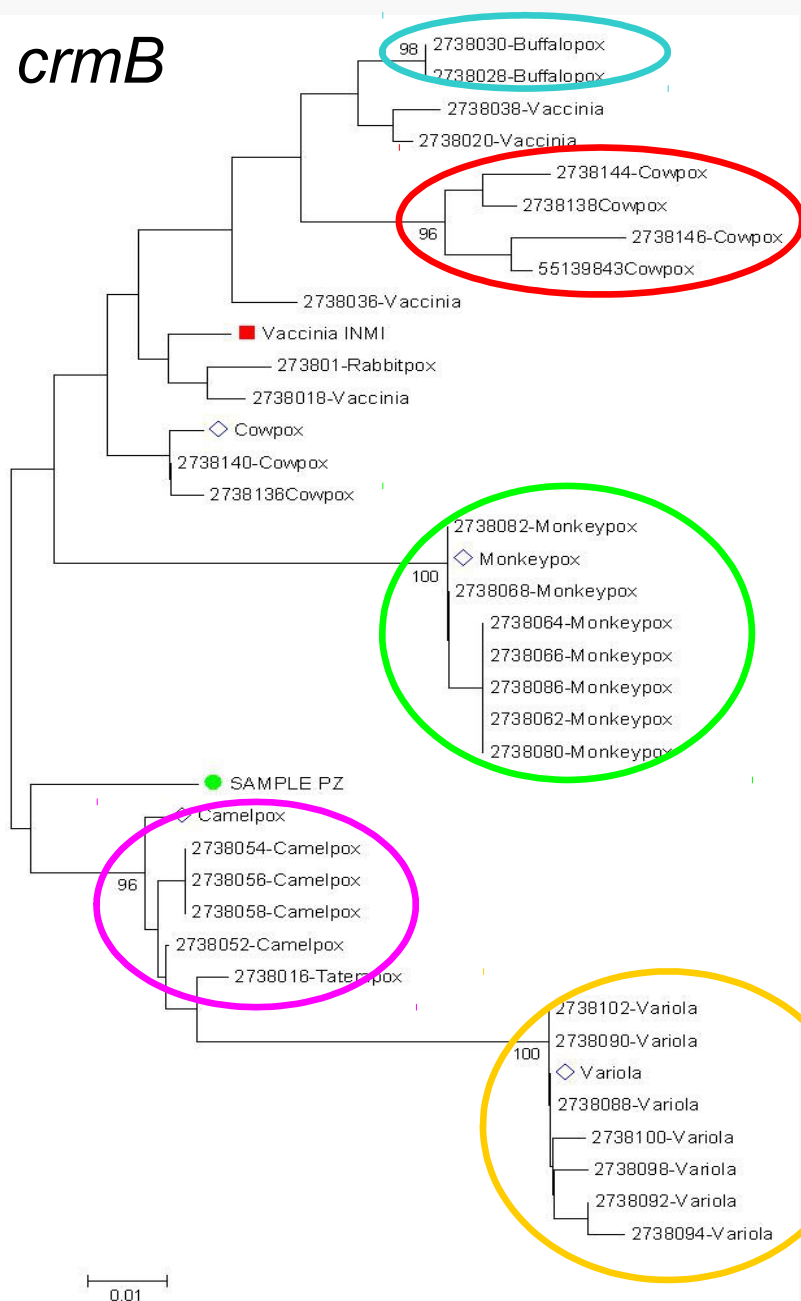 crmB
98
2738030-Buffalopox
2738028-Buffalopox
2738038-Vaccinia
2738020-Vaccinia
2738144-Cowpox
2738138Cowpox
96
2738146-Cowpox
55139843Cowpox
2738036-Vaccinia
Vaccinia INMI
273801-Rabbitpox
2738018-Vaccinia
Cowpox
2738140-Cowpox
2738136Cowpox
2738082-Monkeypox
Monkeypox
100
2738068-Monkeypox
2738064-Monkeypox
2738066-Monkeypox
2738086-Monkeypox
2738062-Monkeypox
2738080-Monkeypox
SAMPLE PZ
Camelpox
2738054-Camelpox
96
2738056-Camelpox
2738058-Camelpox
2738052-Camelpox
2738016-Taterapox
2738102-Variola
2738090-Variola
100
Variola
2738088-Variola
2738100-Variola
2738098-Variola
2738092-Variola
2738094-Variola
0.01